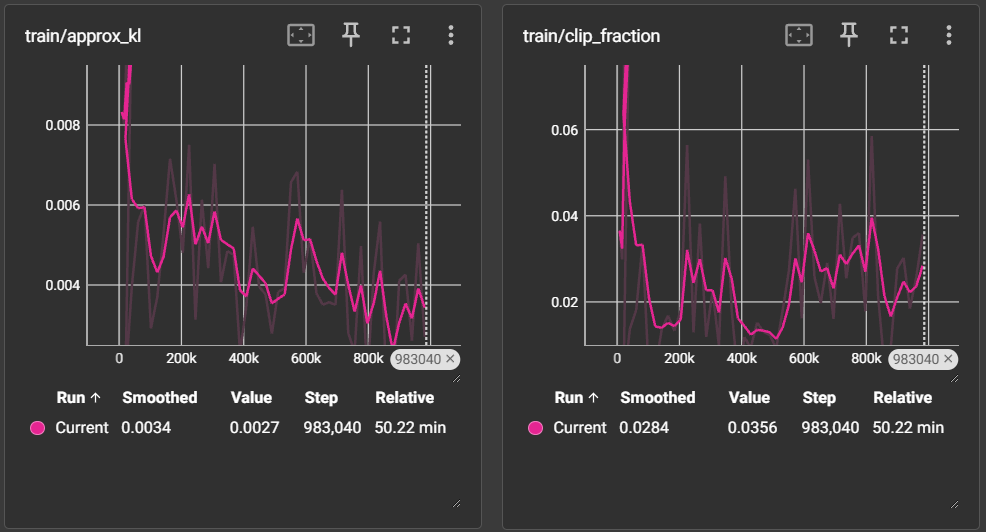 train/approx_kl
0.008
0.006
0.004
0 200k 400k 600k 800k 983040 ✕
Run ↑ Smoothed Value Step Relative
Current 0.0034 0.0027 983,040 50.22 min
train/clip_fraction
0.06
0.04
0.02
0 200k 400k 600k 800k 983040 ✕
Run ↑ Smoothed Value Step Relative
Current 0.0284 0.0356 983,040 50.22 min